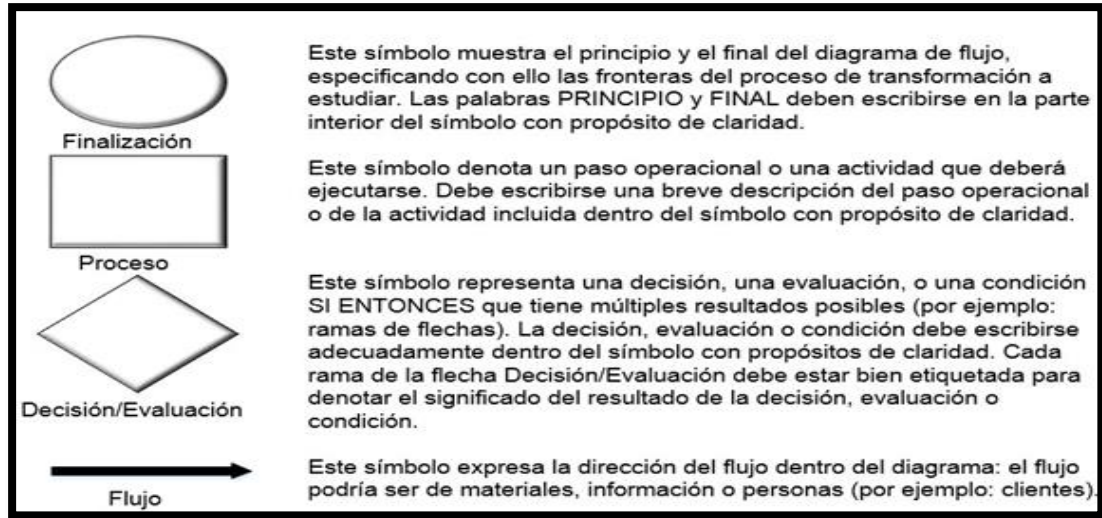 Este símbolo muestra el principio y el final del diagrama de flujo,
especificando con ello las fronteras del proceso de transformación a
estudiar. Las palabras PRINCIPIO y FINAL deben escribirse en la parte
interior del símbolo con propósito de claridad.
Finalización
Este símbolo denota un paso operacional o una actividad que deberá
ejecutarse. Debe escribirse una breve descripción del paso operacional
o de la actividad incluida dentro del símbolo con propósito de claridad.
Proceso
Este símbolo representa una decisión, una evaluación, o una condición
SI ENTONCES que tiene múltiples resultados posibles (por ejemplo:
ramas de flechas). La decisión, evaluación o condición debe escribirse
adecuadamente dentro del símbolo con propósitos de claridad. Cada
rama de la flecha Decisión/Evaluación debe estar bien etiquetada para
denotar el significado del resultado de la decisión, evaluación o
condición.
Decisión/Evaluación
Este símbolo expresa la dirección del flujo dentro del diagrama: el flujo
podría ser de materiales, información o personas (por ejemplo: clientes).
Flujo